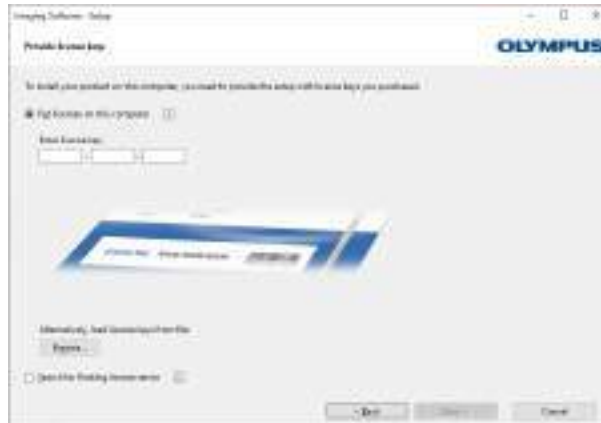 Imaging Software - Setup
Provide license keys
OLYMPUS
To install your product on this computer, you need to provide the setup with license keys you purchased.
Put licenses on this computer
Enter license key
Alternatively, load license keys from file:
Browse...
Search for floating license server
< Back
Cancel